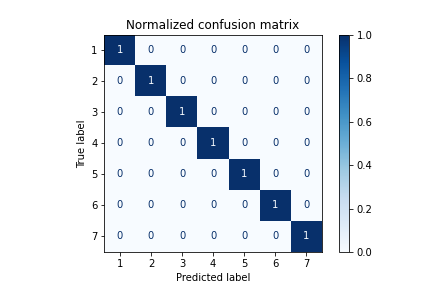 Normalized confusion matrix
1 1 0 0 0 0 0 0
2 0 1 0 0 0 0 0
3 0 0 1 0 0 0 0
4 0 0 0 1 0 0 0
5 0 0 0 0 1 0 0
6 0 0 0 0 0 1 0
7 0 0 0 0 0 0 1
1 2 3 4 5 6 7
True label
Predicted label
1.0
0.8
0.6
0.4
0.2
0.0